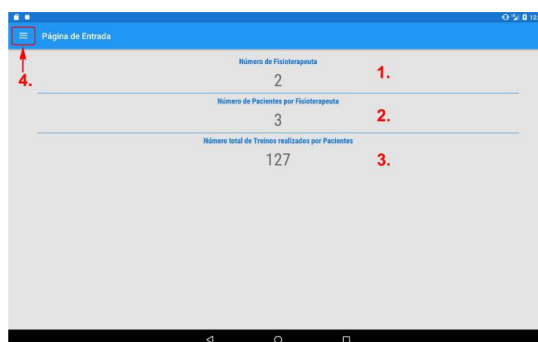 12:
Página de Entrada
Número de Fisioterapeuta
2
1.
Número de Pacientes por Fisioterapeuta
3
2.
Número total de Treinos realizados por Pacientes
127
3.
4.